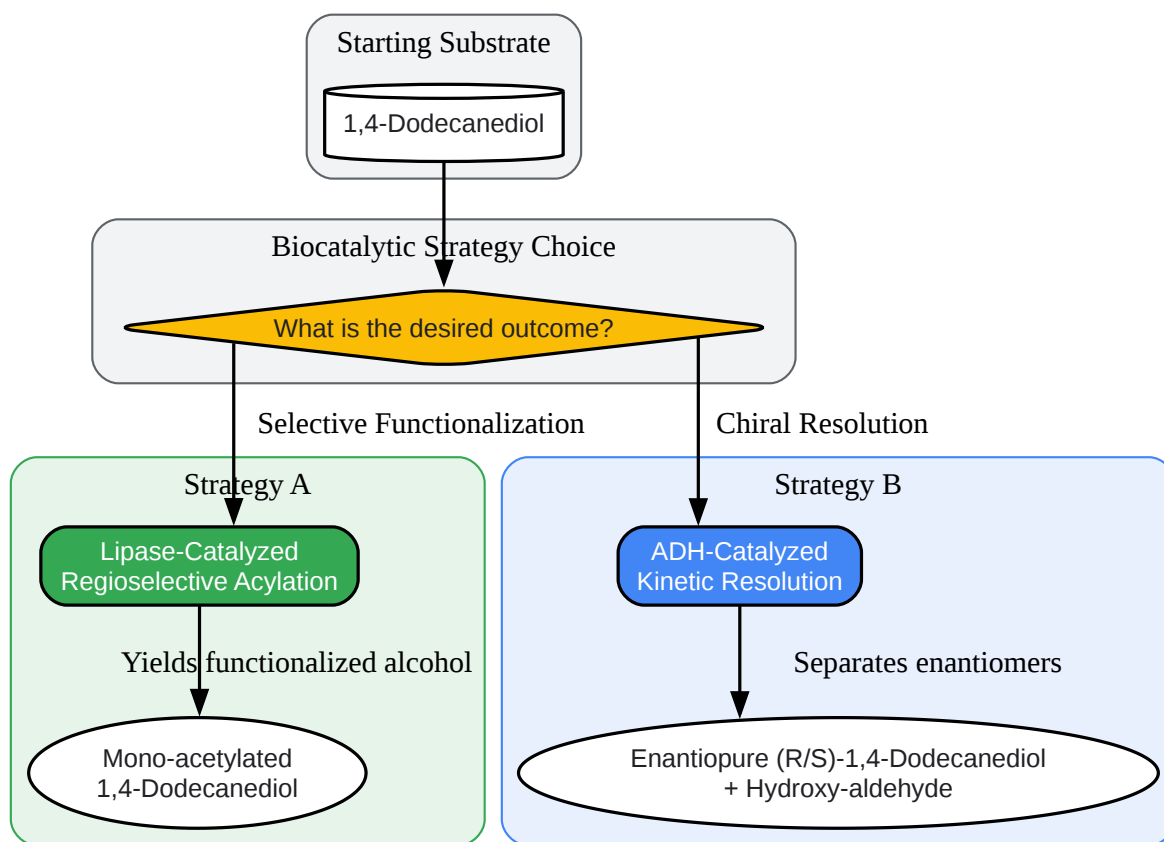 Starting Substrate
1,4-Dodecanediol
Biocatalytic Strategy Choice
What is the desired outcome?
Selective Functionalization
Chiral Resolution
Strategy A
Strategy B
Lipase-Catalyzed
Regioselective Acylation
ADH-Catalyzed
Kinetic Resolution
Yields functionalized alcohol
Separates enantiomers
Mono-acetylated
1,4-Dodecanediol
Enantiopure (R/S)-1,4-Dodecanediol
+ Hydroxy-aldehyde